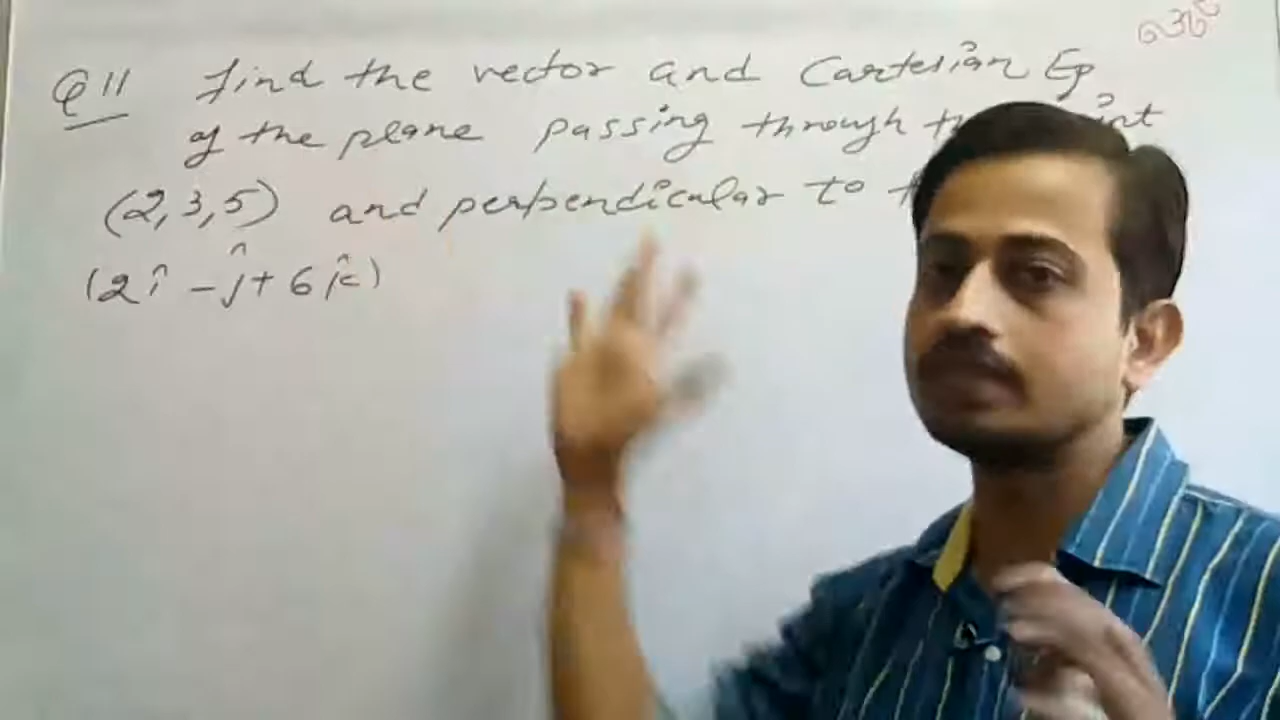 Q11 find the vector and Cartesian Eq
of the plane passing through
(2,3,5) and perpendicular to
(2î - ĵ + 6k̂)